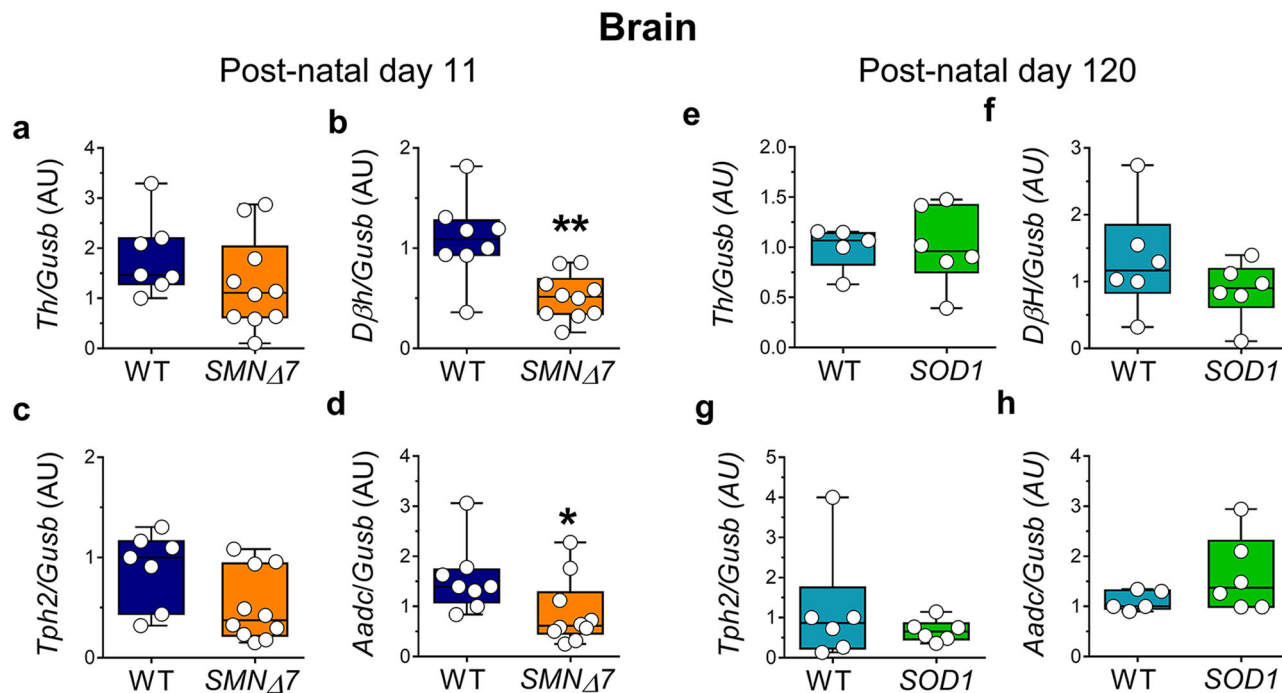 Brain
Post-natal day 11
Post-natal day 120
a
Th/Gusb (AU)
4
3
2
1
0
WT
SMNΔ7
b
Dβh/Gusb (AU)
2
1
0
**
WT
SMNΔ7
e
Th/Gusb (AU)
2.0
1.5
1.0
0.5
0.0
WT
SOD1
f
DβH/Gusb (AU)
3
2
1
0
WT
SOD1
c
Tph2/Gusb (AU)
2
1
0
WT
SMNΔ7
d
Aadc/Gusb (AU)
4
3
2
1
0
*
WT
SMNΔ7
g
Tph2/Gusb (AU)
5
4
3
2
1
0
WT
SOD1
h
Aadc/Gusb (AU)
4
3
2
1
0
WT
SOD1